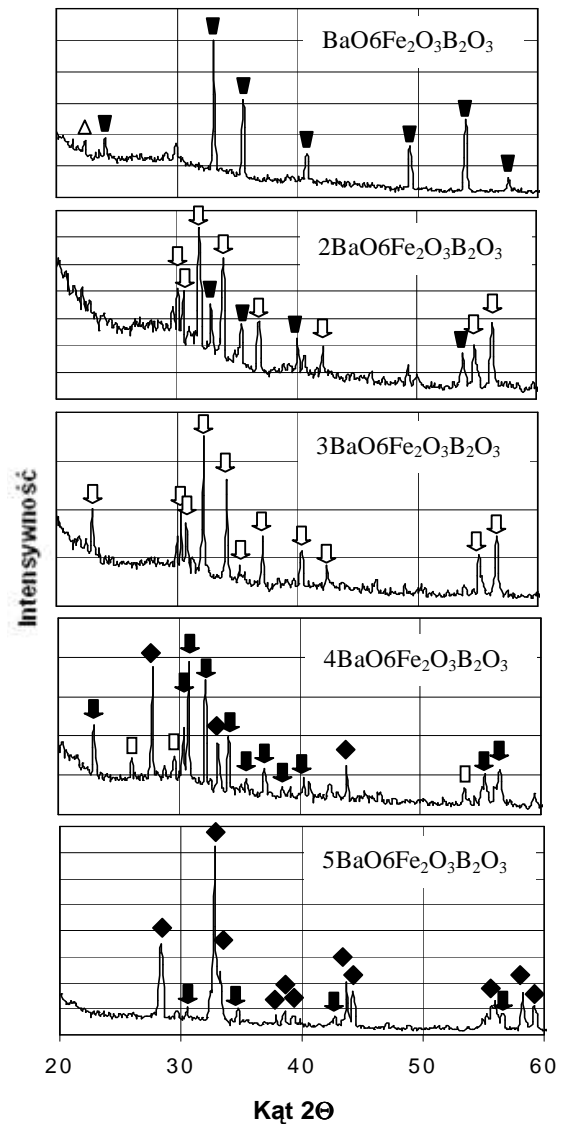 BaO6Fe₂O₃B₂O₃
2BaO6Fe₂O₃B₂O₃
3BaO6Fe₂O₃B₂O₃
4BaO6Fe₂O₃B₂O₃
5BaO6Fe₂O₃B₂O₃
Intensywność
20 30 40 50 60
Kąt 2Θ